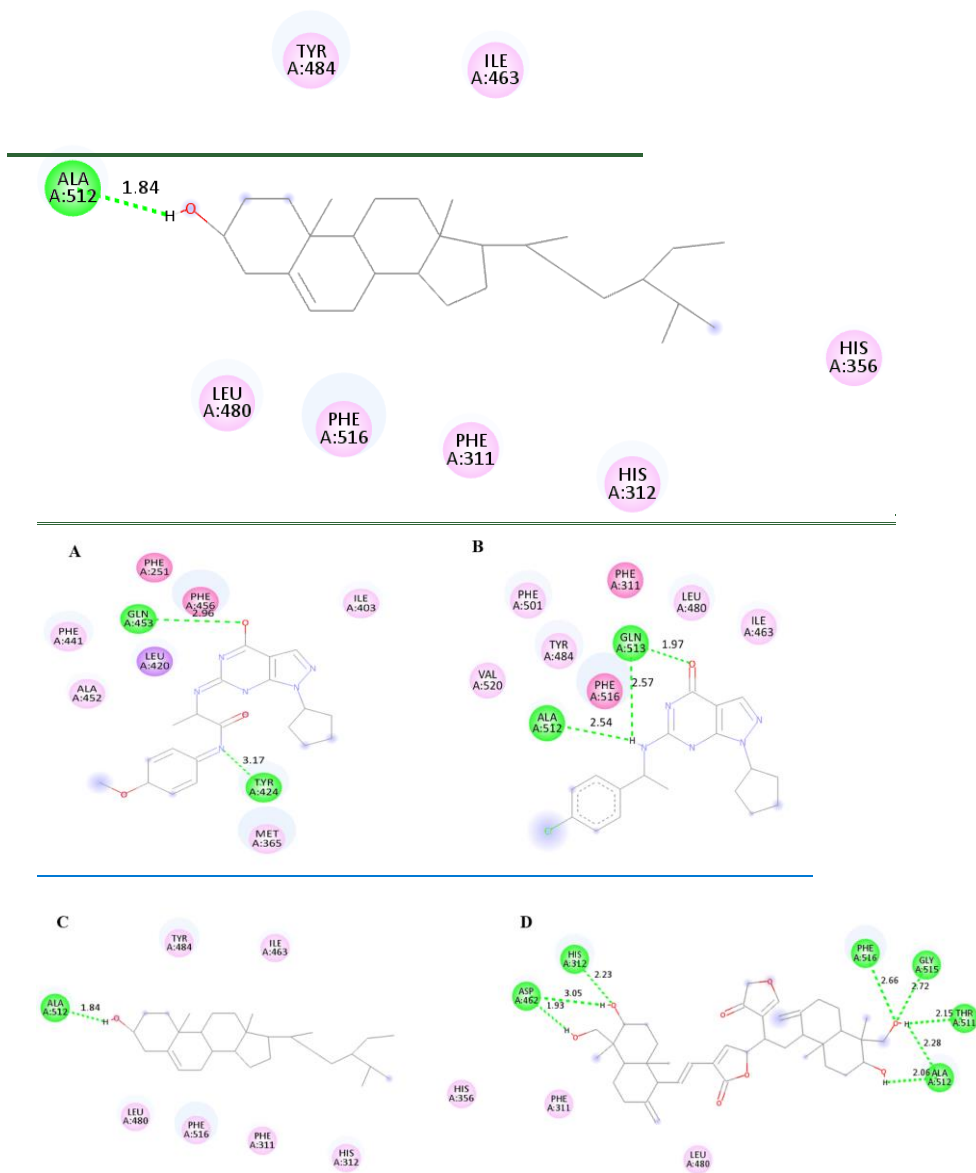 TYR
A:484
ILE
A:463
ALA
A:512
1.84
H
O
HIS
A:356
LEU
A:480
PHE
A:516
PHE
A:311
HIS
A:312
A
PHE
A:251
PHE
A:456
2.96
GLN
A:453
ILE
A:403
PHE
A:441
LEU
A:420
ALA
A:452
O
N
N
N
N
N
N
O
N
O
3.17
TYR
A:424
MET
A:365
B
PHE
A:311
PHE
A:501
LEU
A:480
GLN
A:513
1.97
ILE
A:463
TYR
A:484
VAL
A:520
PHE
A:516
2.57
ALA
A:512
2.54
O
H
N
N
N
N
N
N
Cl
C
TYR
A:484
ILE
A:463
ALA
A:512
1.84
H
O
HIS
A:356
LEU
A:480
PHE
A:516
PHE
A:311
HIS
A:312
D
HIS
A:312
2.23
ASP
A:462
3.05
1.93
H
O
H
O
PHE
A:516
GLY
A:515
2.66
2.72
THR
A:511
2.15
2.28
ALA
A:512
2.06
O
H
O
H
O
O
O
O
PHE
A:311
LEU
A:480